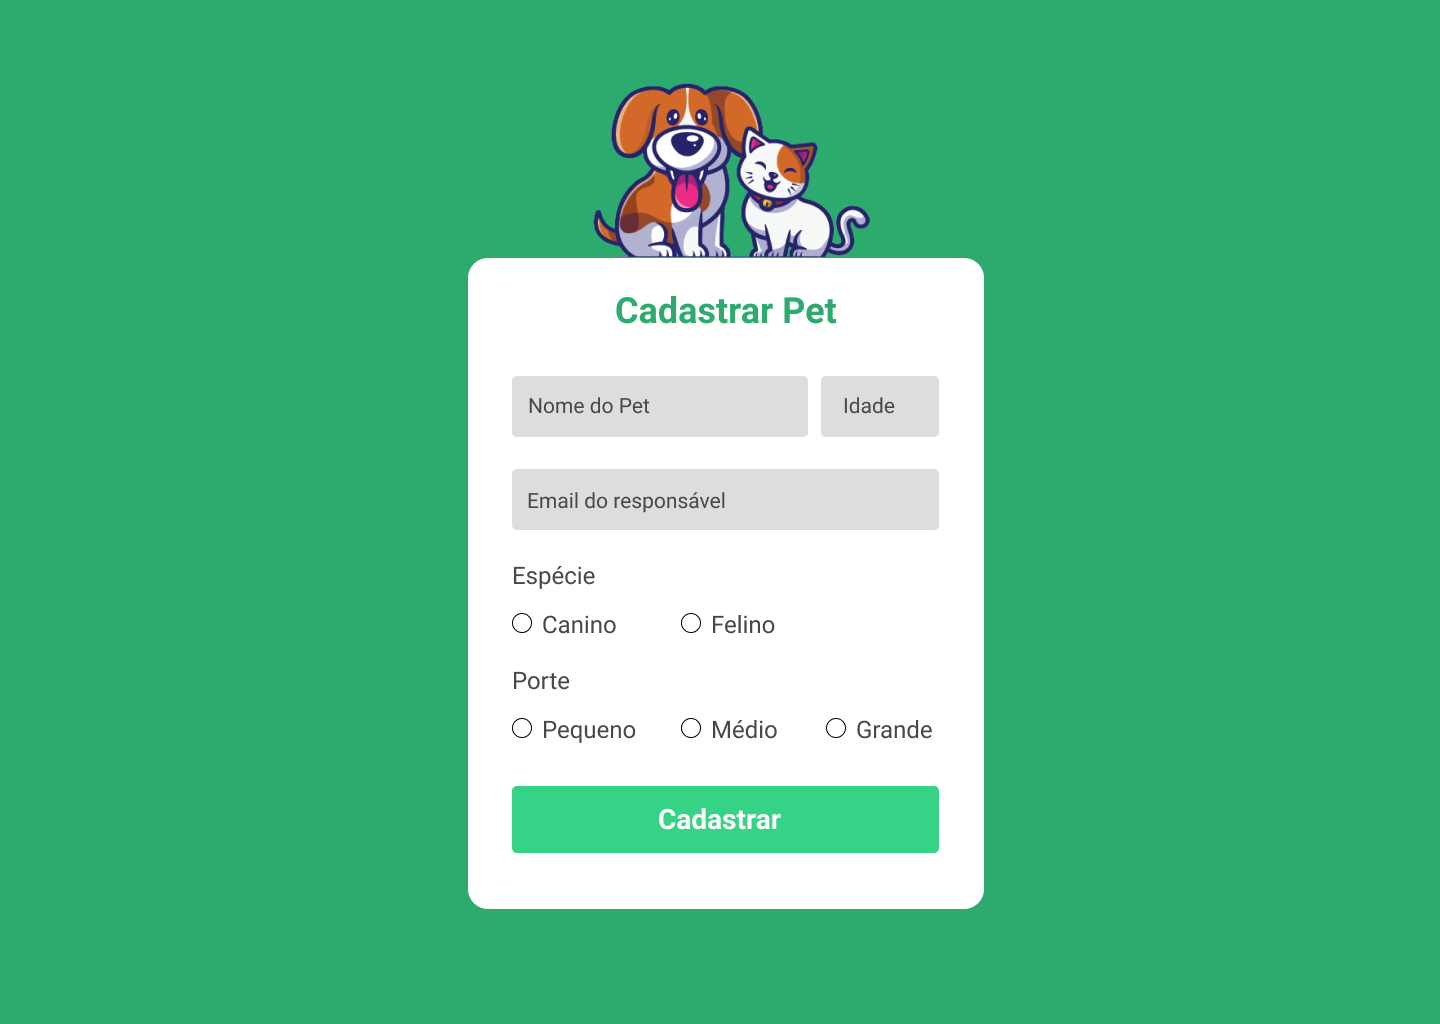 Cadastrar Pet
Nome do Pet Idade
Email do responsável
Espécie
Canino Felino
Porte
Pequeno Médio Grande
Cadastrar